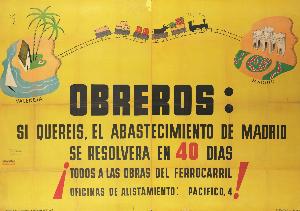 VALENCIA
MADRID
OBREROS:
SI QUEREIS, EL ABASTECIMIENTO DE MADRID
SE RESOLVERA EN 40 DIAS
¡TODOS A LAS OBRAS DEL FERROCARRIL
OFICINAS DE ALISTAMIENTO: PACIFICO, 4!